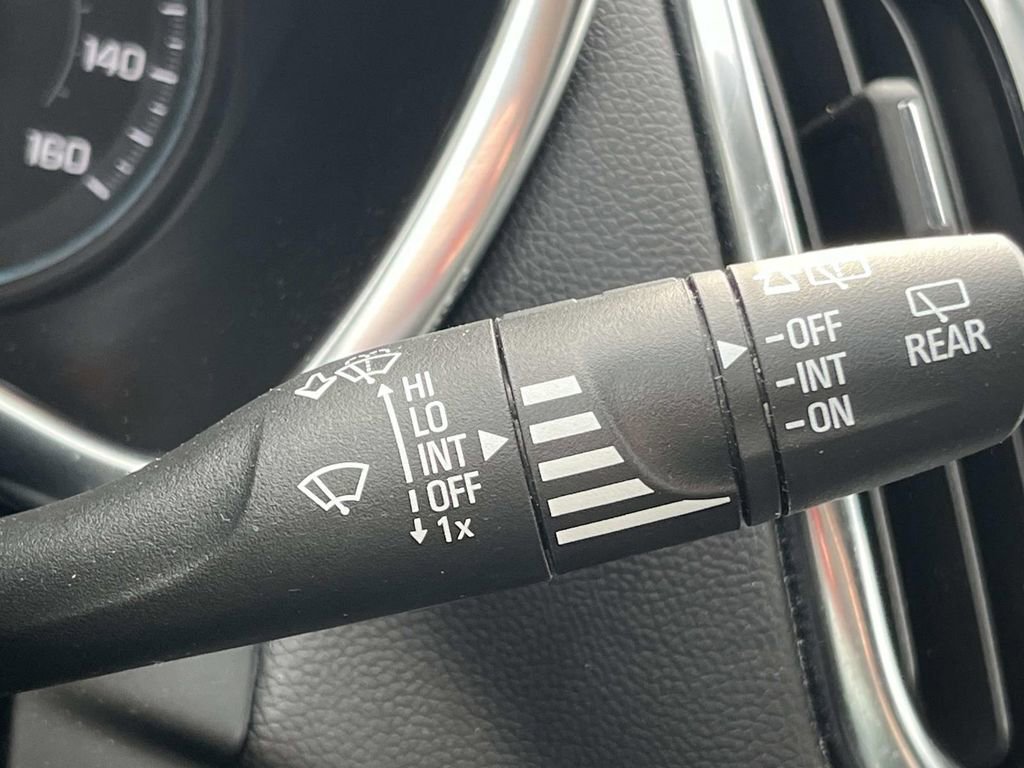 140
160
HI
LO
INT
OFF
1x
-OFF
-INT
-ON
REAR